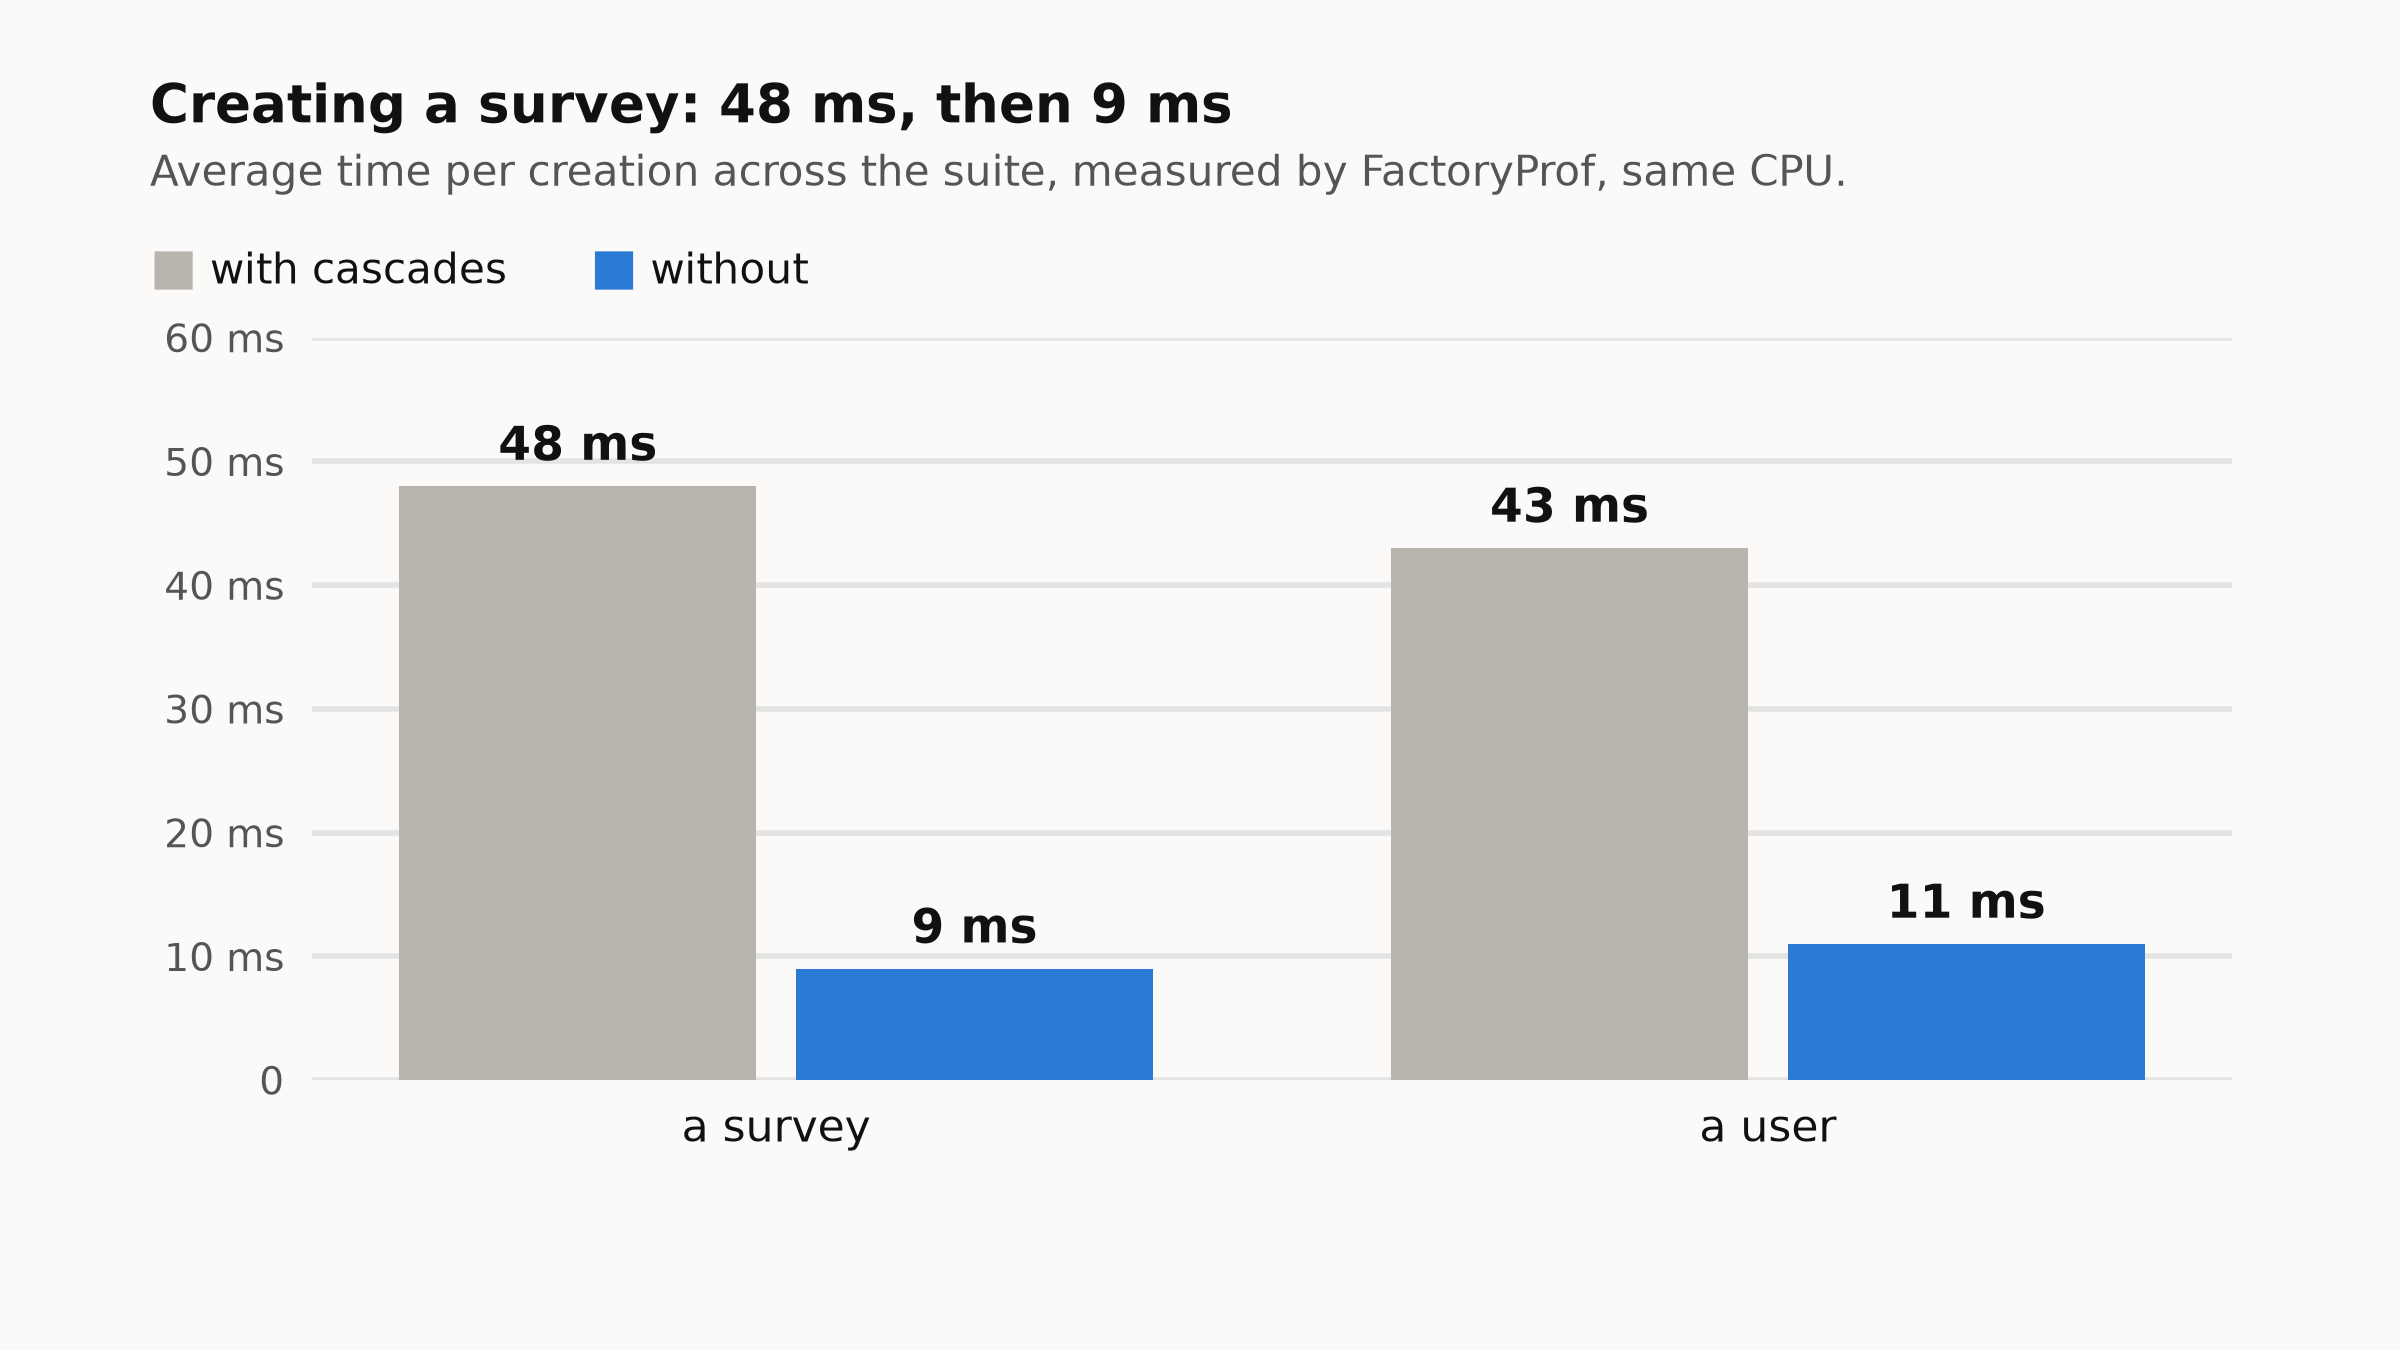 Creating a survey: 48 ms, then 9 ms
Average time per creation across the suite, measured by FactoryProf, same CPU.
with cascades without
60 ms
50 ms
40 ms
30 ms
20 ms
10 ms
0
48 ms
9 ms
43 ms
11 ms
a survey
a user